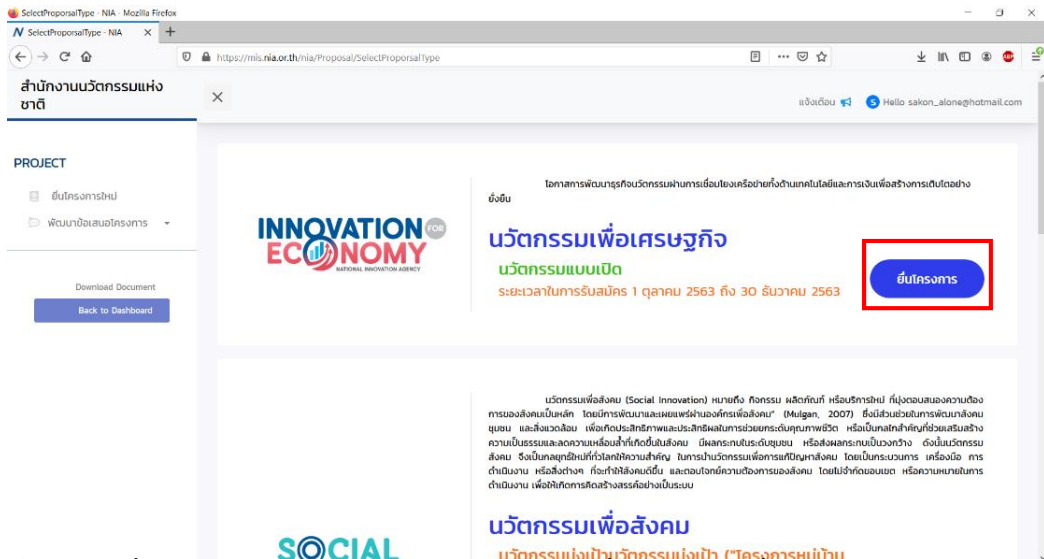 SelectProporsalType - NIA - Mozilla Firefox
SelectProporsalType - NIA
https://mis.nia.or.th/nia/Proposal/SelectProporsalType
สำนักงานนวัตกรรมแห่ง
ชาติ
แจ้งเตือน
S Hello sakon_alone@hotmail.com
PROJECT
ยื่นโครงการใหม่
พัฒนาข้อเสนอโครงการ
Download Document
Back to Dashboard
โอกาสการพัฒนาธุรกิจนวัตกรรมผ่านการเชื่อมโยงเครือข่ายทั้งด้านเทคโนโลยีและการเงินเพื่อสร้างการเติบโตอย่าง
ยั่งยืน
INNOVATION FOR
ECONOMY
NATIONAL INNOVATION AGENCY
นวัตกรรมเพื่อเศรษฐกิจ
นวัตกรรมแบบเปิด
ระยะเวลาในการรับสมัคร 1 ตุลาคม 2563 ถึง 30 ธันวาคม 2563
ยื่นโครงการ
นวัตกรรมเพื่อสังคม (Social Innovation) หมายถึง กิจกรรม ผลิตภัณฑ์ หรือบริการใหม่ ที่มุ่งตอบสนองความต้อง
การของสังคมเป็นหลัก โดยมีการพัฒนาและเผยแพร่ผ่านองค์กรเพื่อสังคม" (Mulgan, 2007) ซึ่งมีส่วนช่วยในการพัฒนาสังคม
ชุมชน และสิ่งแวดล้อม เพื่อเกิดประสิทธิภาพและประสิทธิผลในการช่วยยกระดับคุณภาพชีวิต หรือเป็นกลไกสำคัญที่ช่วยเสริมสร้าง
ความเป็นธรรมและลดความเหลื่อมล้ำที่เกิดขึ้นในสังคม มีผลกระทบในระดับชุมชน หรือส่งผลกระทบเป็นวงกว้าง ดังนั้นนวัตกรรม
สังคม จึงเป็นกลยุทธ์ใหม่ที่ทั่วโลกให้ความสำคัญ ในการนำนวัตกรรมเพื่อการแก้ปัญหาสังคม โดยเป็นกระบวนการ เครื่องมือ การ
ดำเนินงาน หรือสิ่งต่างๆ ที่จะทำให้สังคมดีขึ้น และตอบโจทย์ความต้องการของสังคม โดยไม่จำกัดขอบเขต หรือความหมายในการ
ดำเนินงาน เพื่อให้เกิดการคิดสร้างสรรค์อย่างเป็นระบบ
นวัตกรรมเพื่อสังคม
SOCIAL
นวัตกรรมมุ่งเป้านวัตกรรมมุ่งเป้า ("โครงการหมู่บ้าน